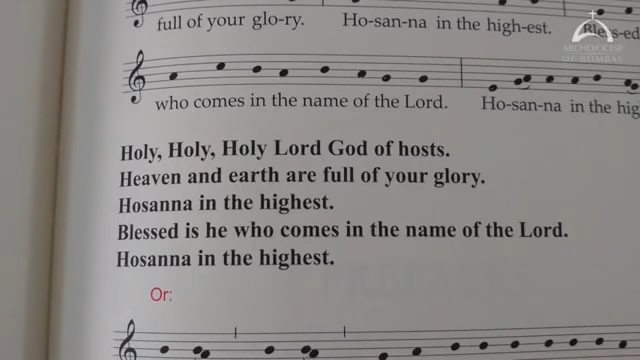 full of your glo-ry. Ho-san-na in the high-est. Bless-ed
ARCHDIOCESE
OF BOMBAY
who comes in the name of the Lord. Ho-san-na in the hig
Holy, Holy, Holy Lord God of hosts.
Heaven and earth are full of your glory.
Hosanna in the highest.
Blessed is he who comes in the name of the Lord.
Hosanna in the highest.
Or: